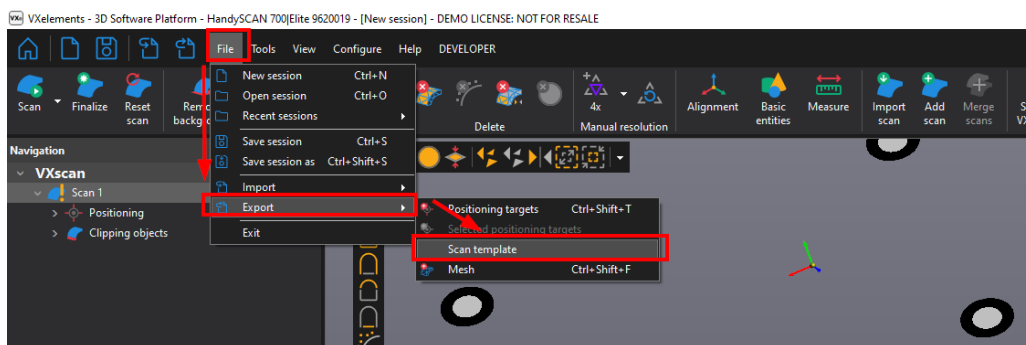 VXelements - 3D Software Platform - HandySCAN 700|Elite 9620019 - [New session] - DEMO LICENSE: NOT FOR RESALE
File Tools View Configure Help DEVELOPER
New session Ctrl+N
Open session Ctrl+O
Recent sessions
Save session Ctrl+S
Save session as Ctrl+Shift+S
Import
Export
Exit
Scan
Finalize
Reset
scan
Delete
4x
Manual resolution
Alignment
Basic
entities
Measure
Import
scan
Add
scan
Merge
scans
Navigation
VXscan
Scan 1
Positioning
Clipping objects
Positioning targets Ctrl+Shift+T
Selected positioning targets
Scan template
Mesh Ctrl+Shift+F